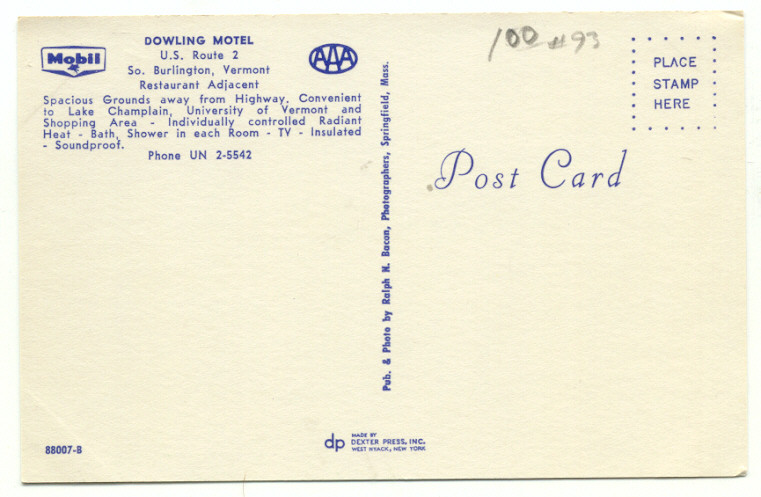 Mobil
DOWLING MOTEL
U.S. Route 2
So. Burlington, Vermont
Restaurant Adjacent
AAA
Spacious Grounds away from Highway. Convenient
to Lake Champlain, University of Vermont and
Shopping Area - Individually controlled Radiant
Heat - Bath, Shower in each Room - TV - Insulated
- Soundproof.
Phone UN 2-5542
88007-B
Pub. & Photo by Ralph N. Bacon, Photographers, Springfield, Mass.
dp
MADE BY
DEXTER PRESS, INC.
WEST NYACK, NEW YORK
100 #93
PLACE
STAMP
HERE
Post Card